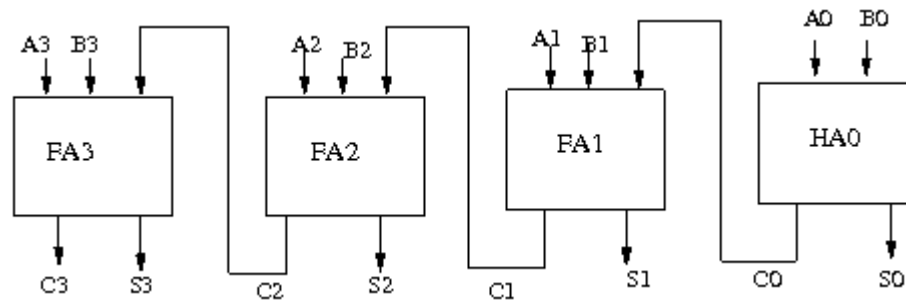 A3 B3 A2 B2 A1 B1 A0 B0
FA3 FA2 FA1 HA0
C3 S3 C2 S2 C1 S1 C0 S0